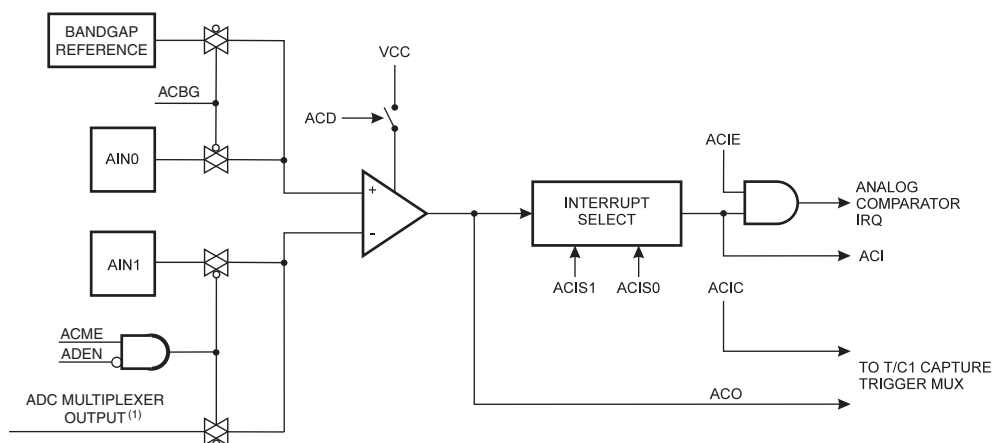 BANDGAP
REFERENCE
ACBG
VCC
ACD
AIN0
+
-
AIN1
ACME
ADEN
ADC MULTIPLEXER
OUTPUT (1)
INTERRUPT
SELECT
ACIS1 ACIS0
ACIE
ANALOG
COMPARATOR
IRQ
ACI
ACIC
TO T/C1 CAPTURE
TRIGGER MUX
ACO